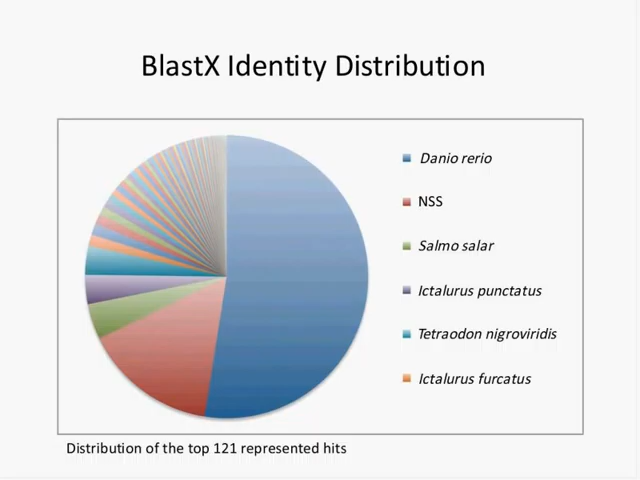 BlastX Identity Distribution
Danio rerio
NSS
Salmo salar
Ictalurus punctatus
Tetraodon nigroviridis
Ictalurus furcatus
Distribution of the top 121 represented hits